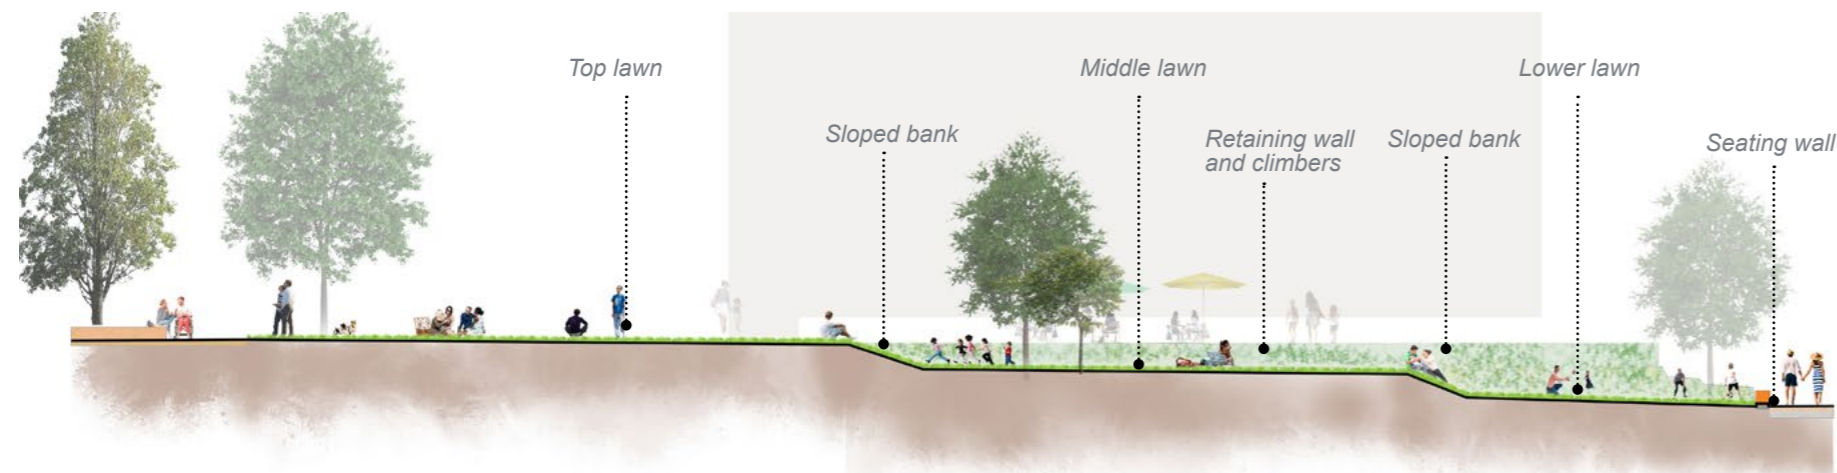 Top lawn
Middle lawn
Lower lawn
Sloped bank
Retaining wall
and climbers
Sloped bank
Seating wall